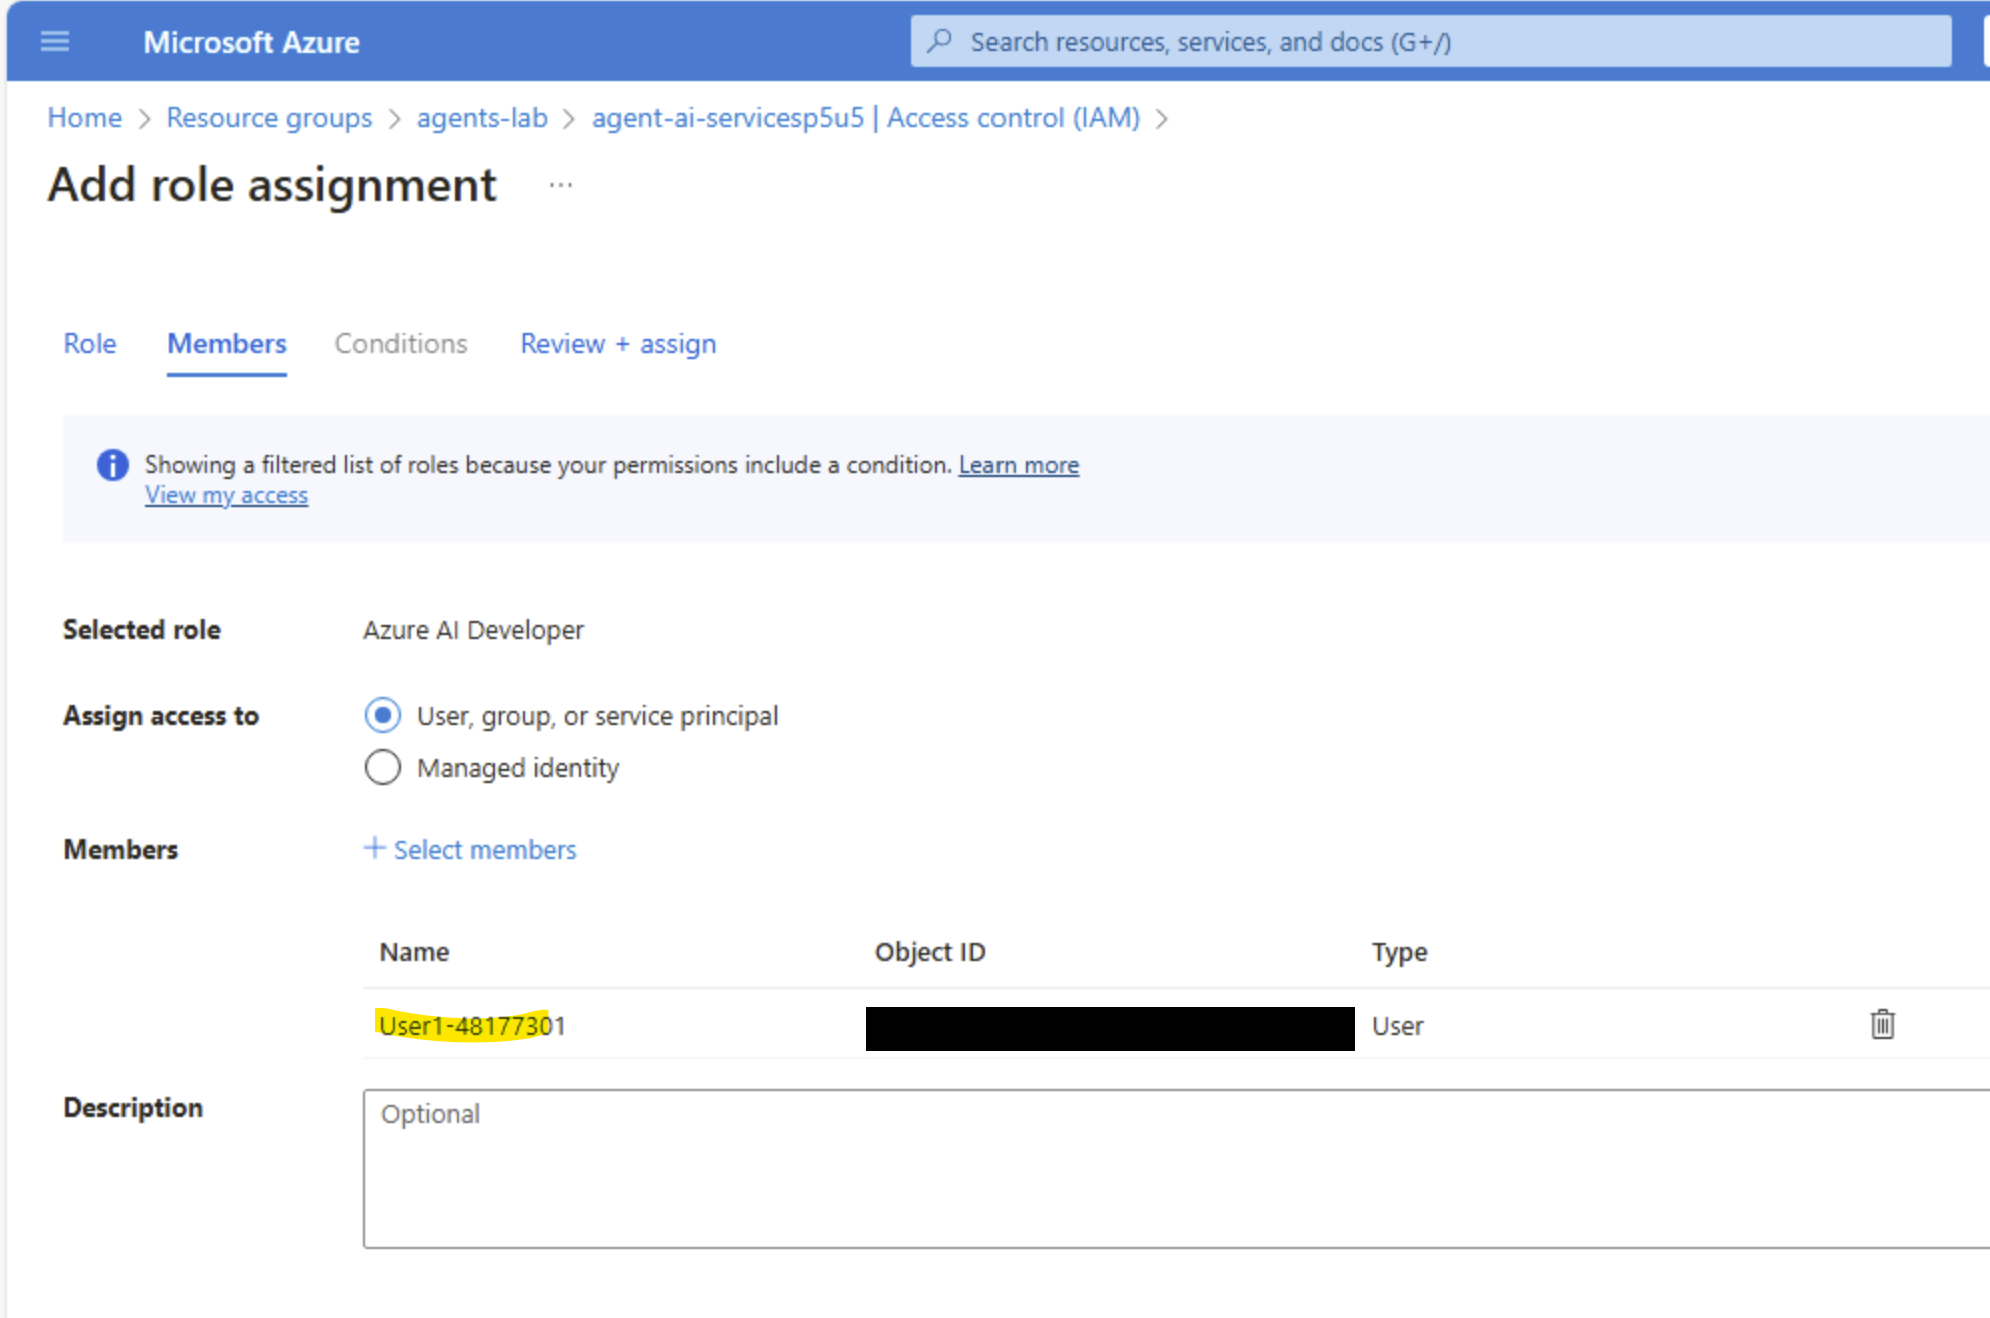 Microsoft Azure
Search resources, services, and docs (G+/)
Home > Resource groups > agents-lab > agent-ai-servicesp5u5 | Access control (IAM) >
Add role assignment ...
Role Members Conditions Review + assign
Showing a filtered list of roles because your permissions include a condition. Learn more
View my access
Selected role Azure AI Developer
Assign access to User, group, or service principal
Managed identity
Members + Select members
Name Object ID Type
User1-48177301 User
Description Optional